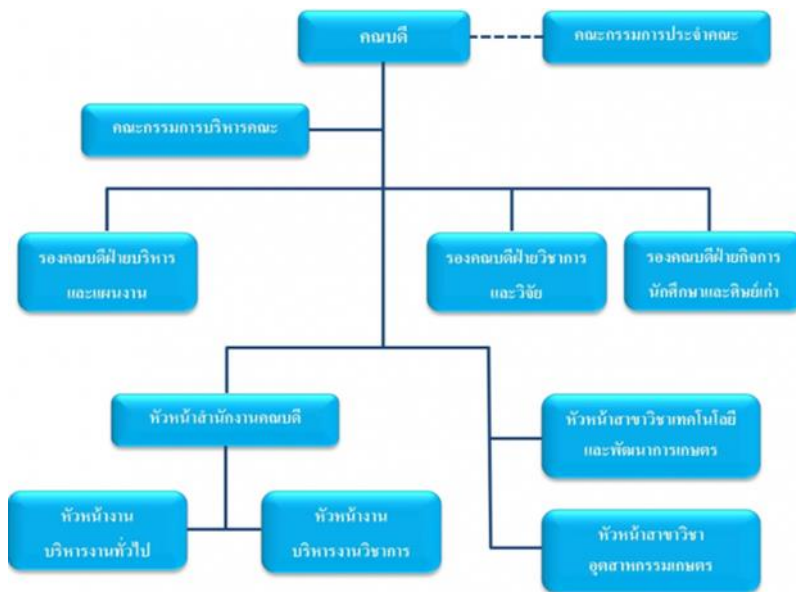 คณบดี
คณะกรรมการประจำคณะ
คณะกรรมการบริหารคณะ
รองคณบดีฝ่ายบริหาร
และแผนงาน
รองคณบดีฝ่ายวิชาการ
และวิจัย
รองคณบดีฝ่ายกิจการ
นักศึกษาและศิษย์เก่า
หัวหน้าสำนักงานคณบดี
หัวหน้าสาขาวิชาเทคโนโลยี
และพัฒนาการเกษตร
หัวหน้างาน
บริหารงานทั่วไป
หัวหน้างาน
บริหารงานวิชาการ
หัวหน้าสาขาวิชา
อุตสาหกรรมเกษตร